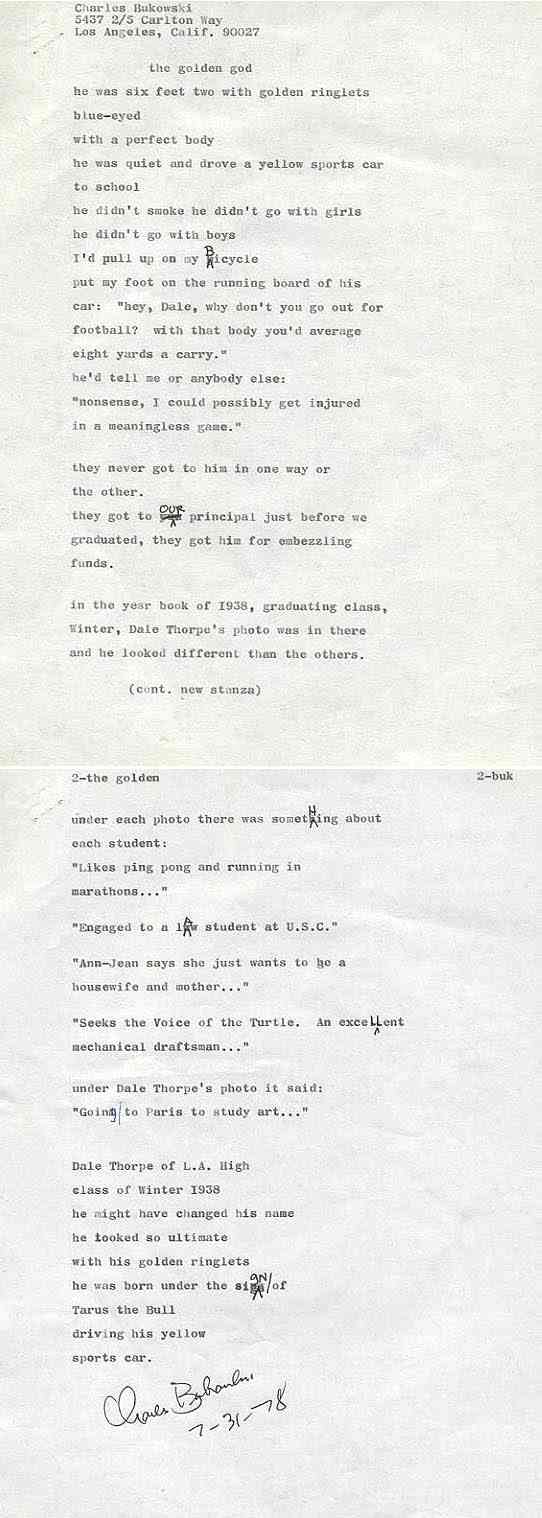 Charles Bukowski
5437 2/5 Carlton Way
Los Angeles, Calif. 90027
the golden god
he was six feet two with golden ringlets
blue-eyed
with a perfect body
he was quiet and drove a yellow sports car
to school
he didn't smoke he didn't go with girls
he didn't go with boys
I'd pull up on my Bicycle
put my foot on the running board of his
car:  "hey, Dale, why don't you go out for
football?  with that body you'd average
eight yards a carry."
he'd tell me or anybody else:
"nonsense, I could possibly get injured
in a meaningless game."
they never got to him in one way or
the other.
they got to OUR principal just before we
graduated, they got him for embezzling
funds.
in the year book of 1938, graduating class,
Winter, Dale Thorpe's photo was in there
and he looked different than the others.
(cont. new stanza)
2-the golden 2-buk
under each photo there was sometHing about
each student:
"Likes ping pong and running in
marathons..."
"Engaged to a lAw student at U.S.C."
"Ann-Jean says she just wants to be a
housewife and mother..."
"Seeks the Voice of the Turtle.  An exceLLent
mechanical draftsman..."
under Dale Thorpe's photo it said:
"Going/to Paris to study art..."
Dale Thorpe of L.A. High
class of Winter 1938
he might have changed his name
he looked so ultimate
with his golden ringlets
he was born under the siGN/of
Tarus the Bull
driving his yellow
sports car.
Charles Bukowski
7-31-78